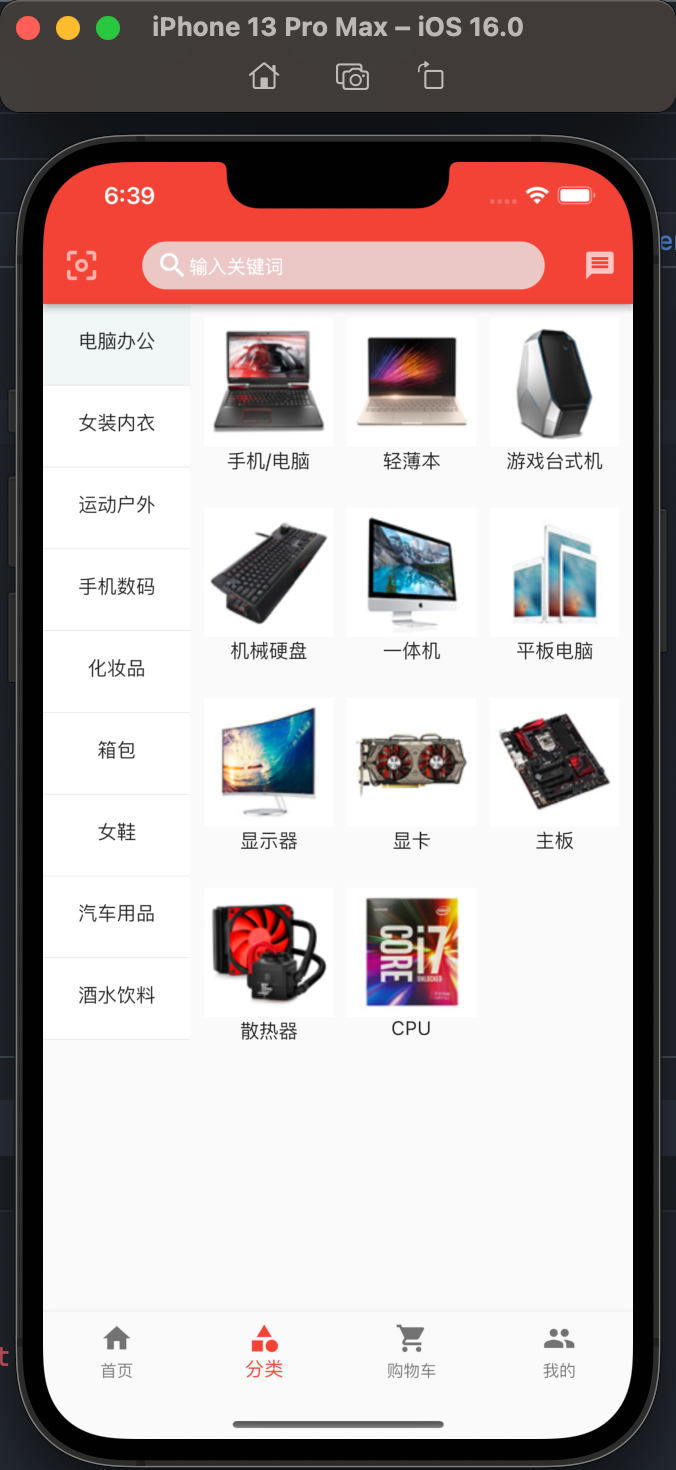 iPhone 13 Pro Max – iOS 16.0
6:39
输入关键词
电脑办公
女装内衣
运动户外
手机数码
化妆品
箱包
女鞋
汽车用品
酒水饮料
手机/电脑
轻薄本
游戏台式机
机械硬盘
一体机
平板电脑
显示器
显卡
主板
散热器
CORE i7
CPU
首页
分类
购物车
我的